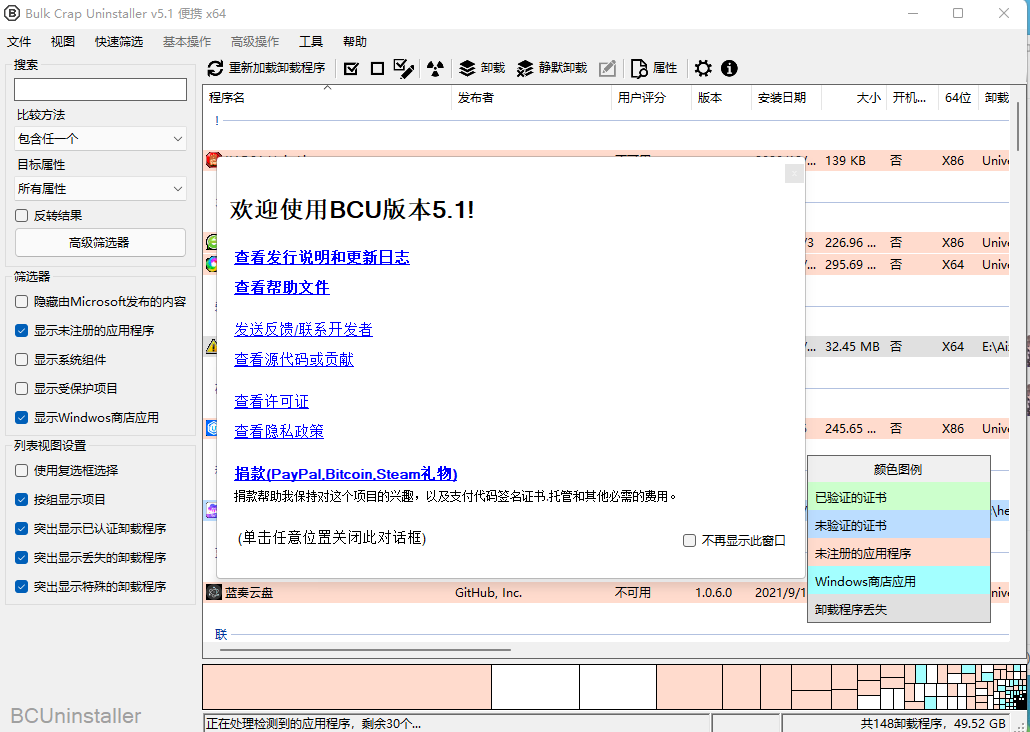 Bulk Crap Uninstaller v5.1 便携 x64
文件 视图 快速筛选 基本操作 高级操作 工具 帮助
搜索
比较方法
包含任一个
目标属性
所有属性
反转结果
高级筛选器
筛选器
隐藏由Microsoft发布的内容
显示未注册的应用程序
显示系统组件
显示受保护项目
显示Windwos商店应用
列表视图设置
使用复选框选择
按组显示项目
突出显示已认证卸载程序
突出显示丢失的卸载程序
突出显示特殊的卸载程序
BCUninstaller
重新加载卸载程序 卸载 静默卸载 属性
程序名 发布者 用户评分 版本 安装日期 大小 开机... 64位 卸载
!
139 KB 否 X86 Unive
226.96 ... 否 X86 Unive
295.69 ... 否 X64 Unive
32.45 MB 否 X64 E:\Ai
245.65 ... 否 X86 Unive
欢迎使用BCU版本5.1!
查看发行说明和更新日志
查看帮助文件
发送反馈/联系开发者
查看源代码或贡献
查看许可证
查看隐私政策
捐款(PayPal,Bitcoin,Steam礼物)
捐款帮助我保持对这个项目的兴趣，以及支付代码签名证书,托管和其他必需的费用。
(单击任意位置关闭此对话框)
不再显示此窗口
颜色图例
已验证的证书
未验证的证书
未注册的应用程序
Windows商店应用
卸载程序丢失
蓝奏云盘 GitHub, Inc. 不可用 1.0.6.0 2021/9/1
联
正在处理检测到的应用程序，剩余30个...
共148卸载程序，49.52 GB